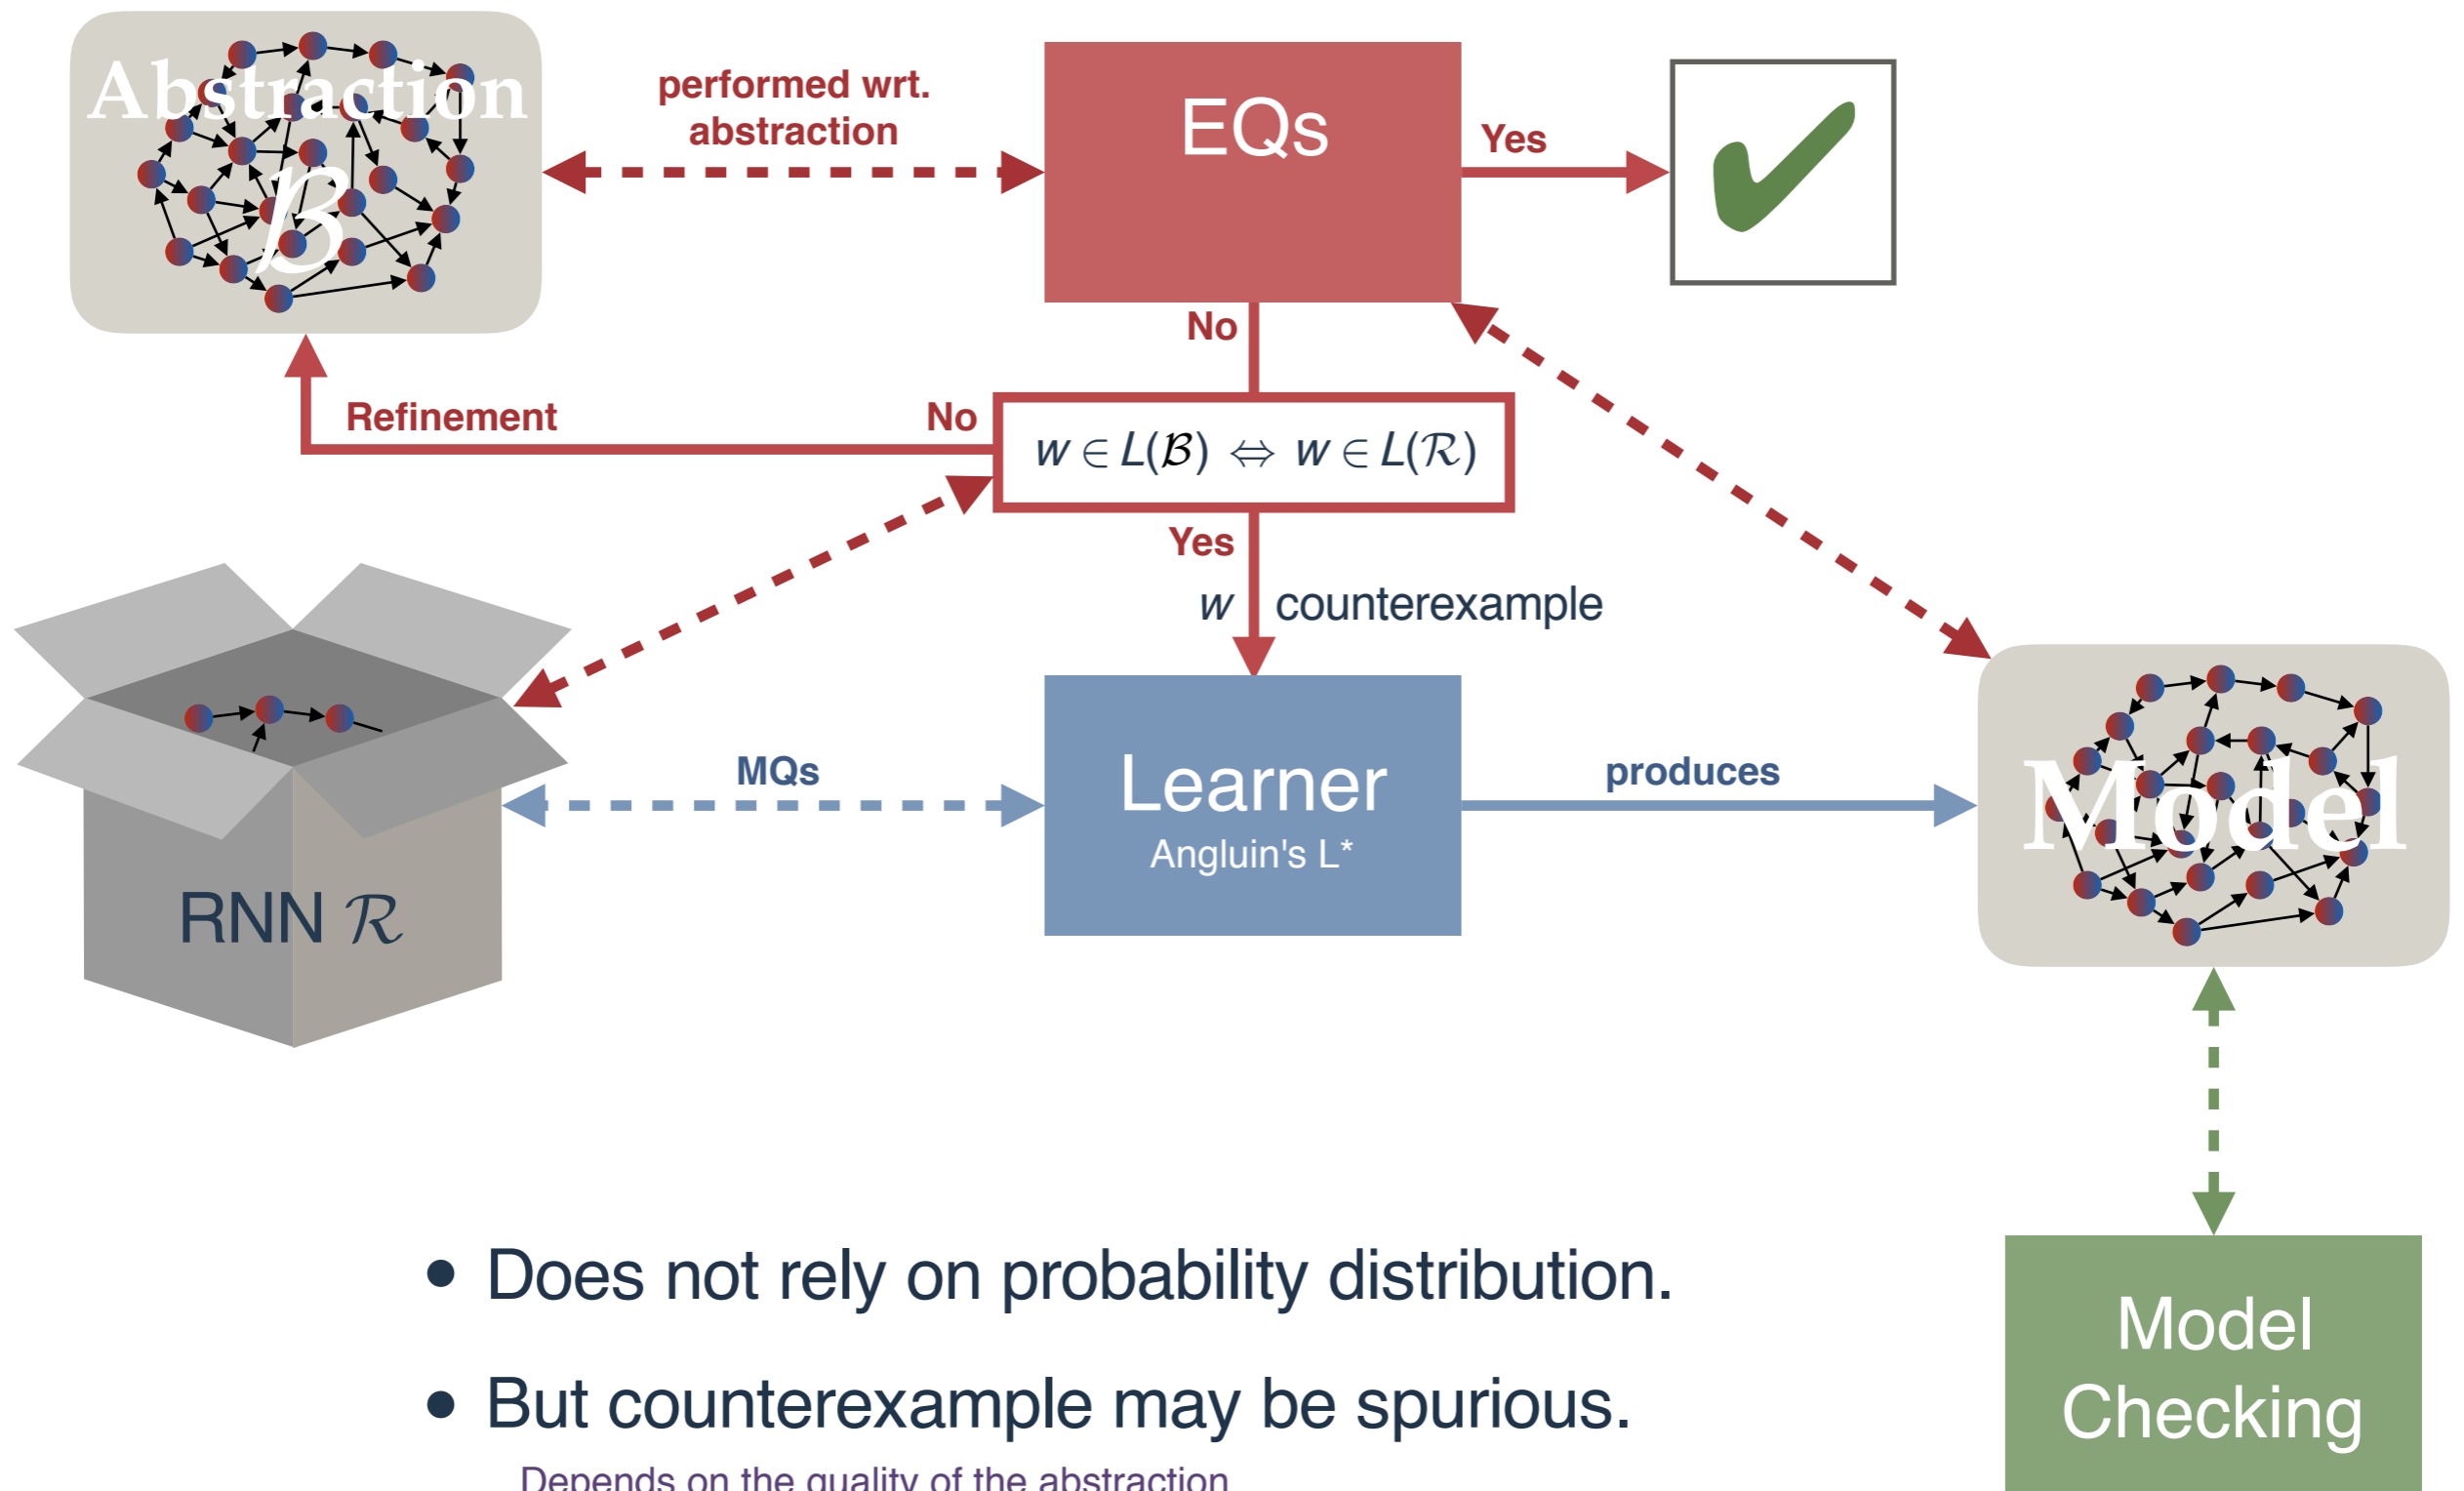 Abstraction
ℬ
performed wrt.
abstraction
EQs
Yes
No
Refinement
No
w ∈ L(ℬ) ⇔ w ∈ L(ℛ)
Yes
w counterexample
MQs
Learner
Angluin's L*
produces
Model
RNN ℛ
• Does not rely on probability distribution.
• But counterexample may be spurious.
Depends on the quality of the abstraction
Model
Checking